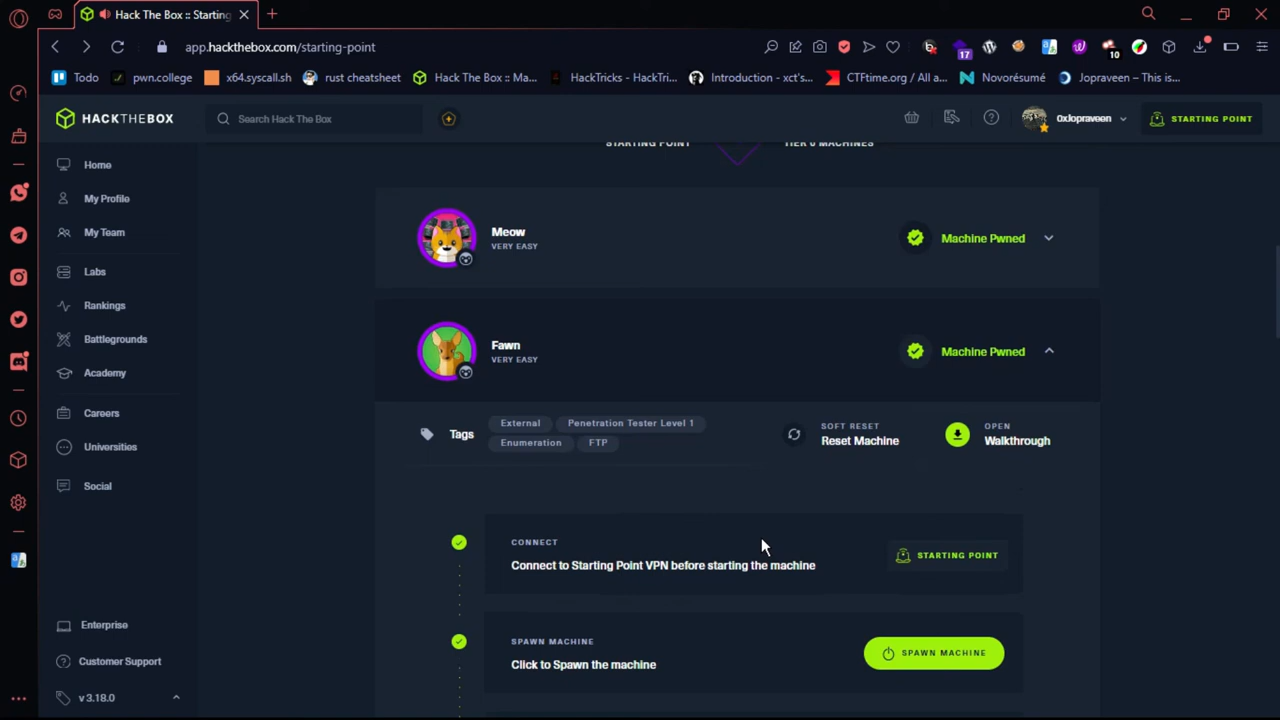 Hack The Box :: Starting
app.hackthebox.com/starting-point
17
10
Todo
pwn.college
x64.syscall.sh
rust cheatsheet
Hack The Box :: Ma...
HackTricks - HackTri...
Introduction - xct's...
CTFtime.org / All a...
Novorésumé
Jopraveen – This is...
HACKTHEBOX
Search Hack The Box
0xJopraveen
STARTING POINT
Home
My Profile
My Team
Labs
Rankings
Battlegrounds
Academy
Careers
Universities
Social
Enterprise
Customer Support
v 3.18.0
STARTING POINT
TIER 0 MACHINES
Meow
VERY EASY
Machine Pwned
Fawn
VERY EASY
Machine Pwned
Tags
External
Penetration Tester Level 1
Enumeration
FTP
SOFT RESET
Reset Machine
OPEN
Walkthrough
CONNECT
Connect to Starting Point VPN before starting the machine
STARTING POINT
SPAWN MACHINE
Click to Spawn the machine
SPAWN MACHINE